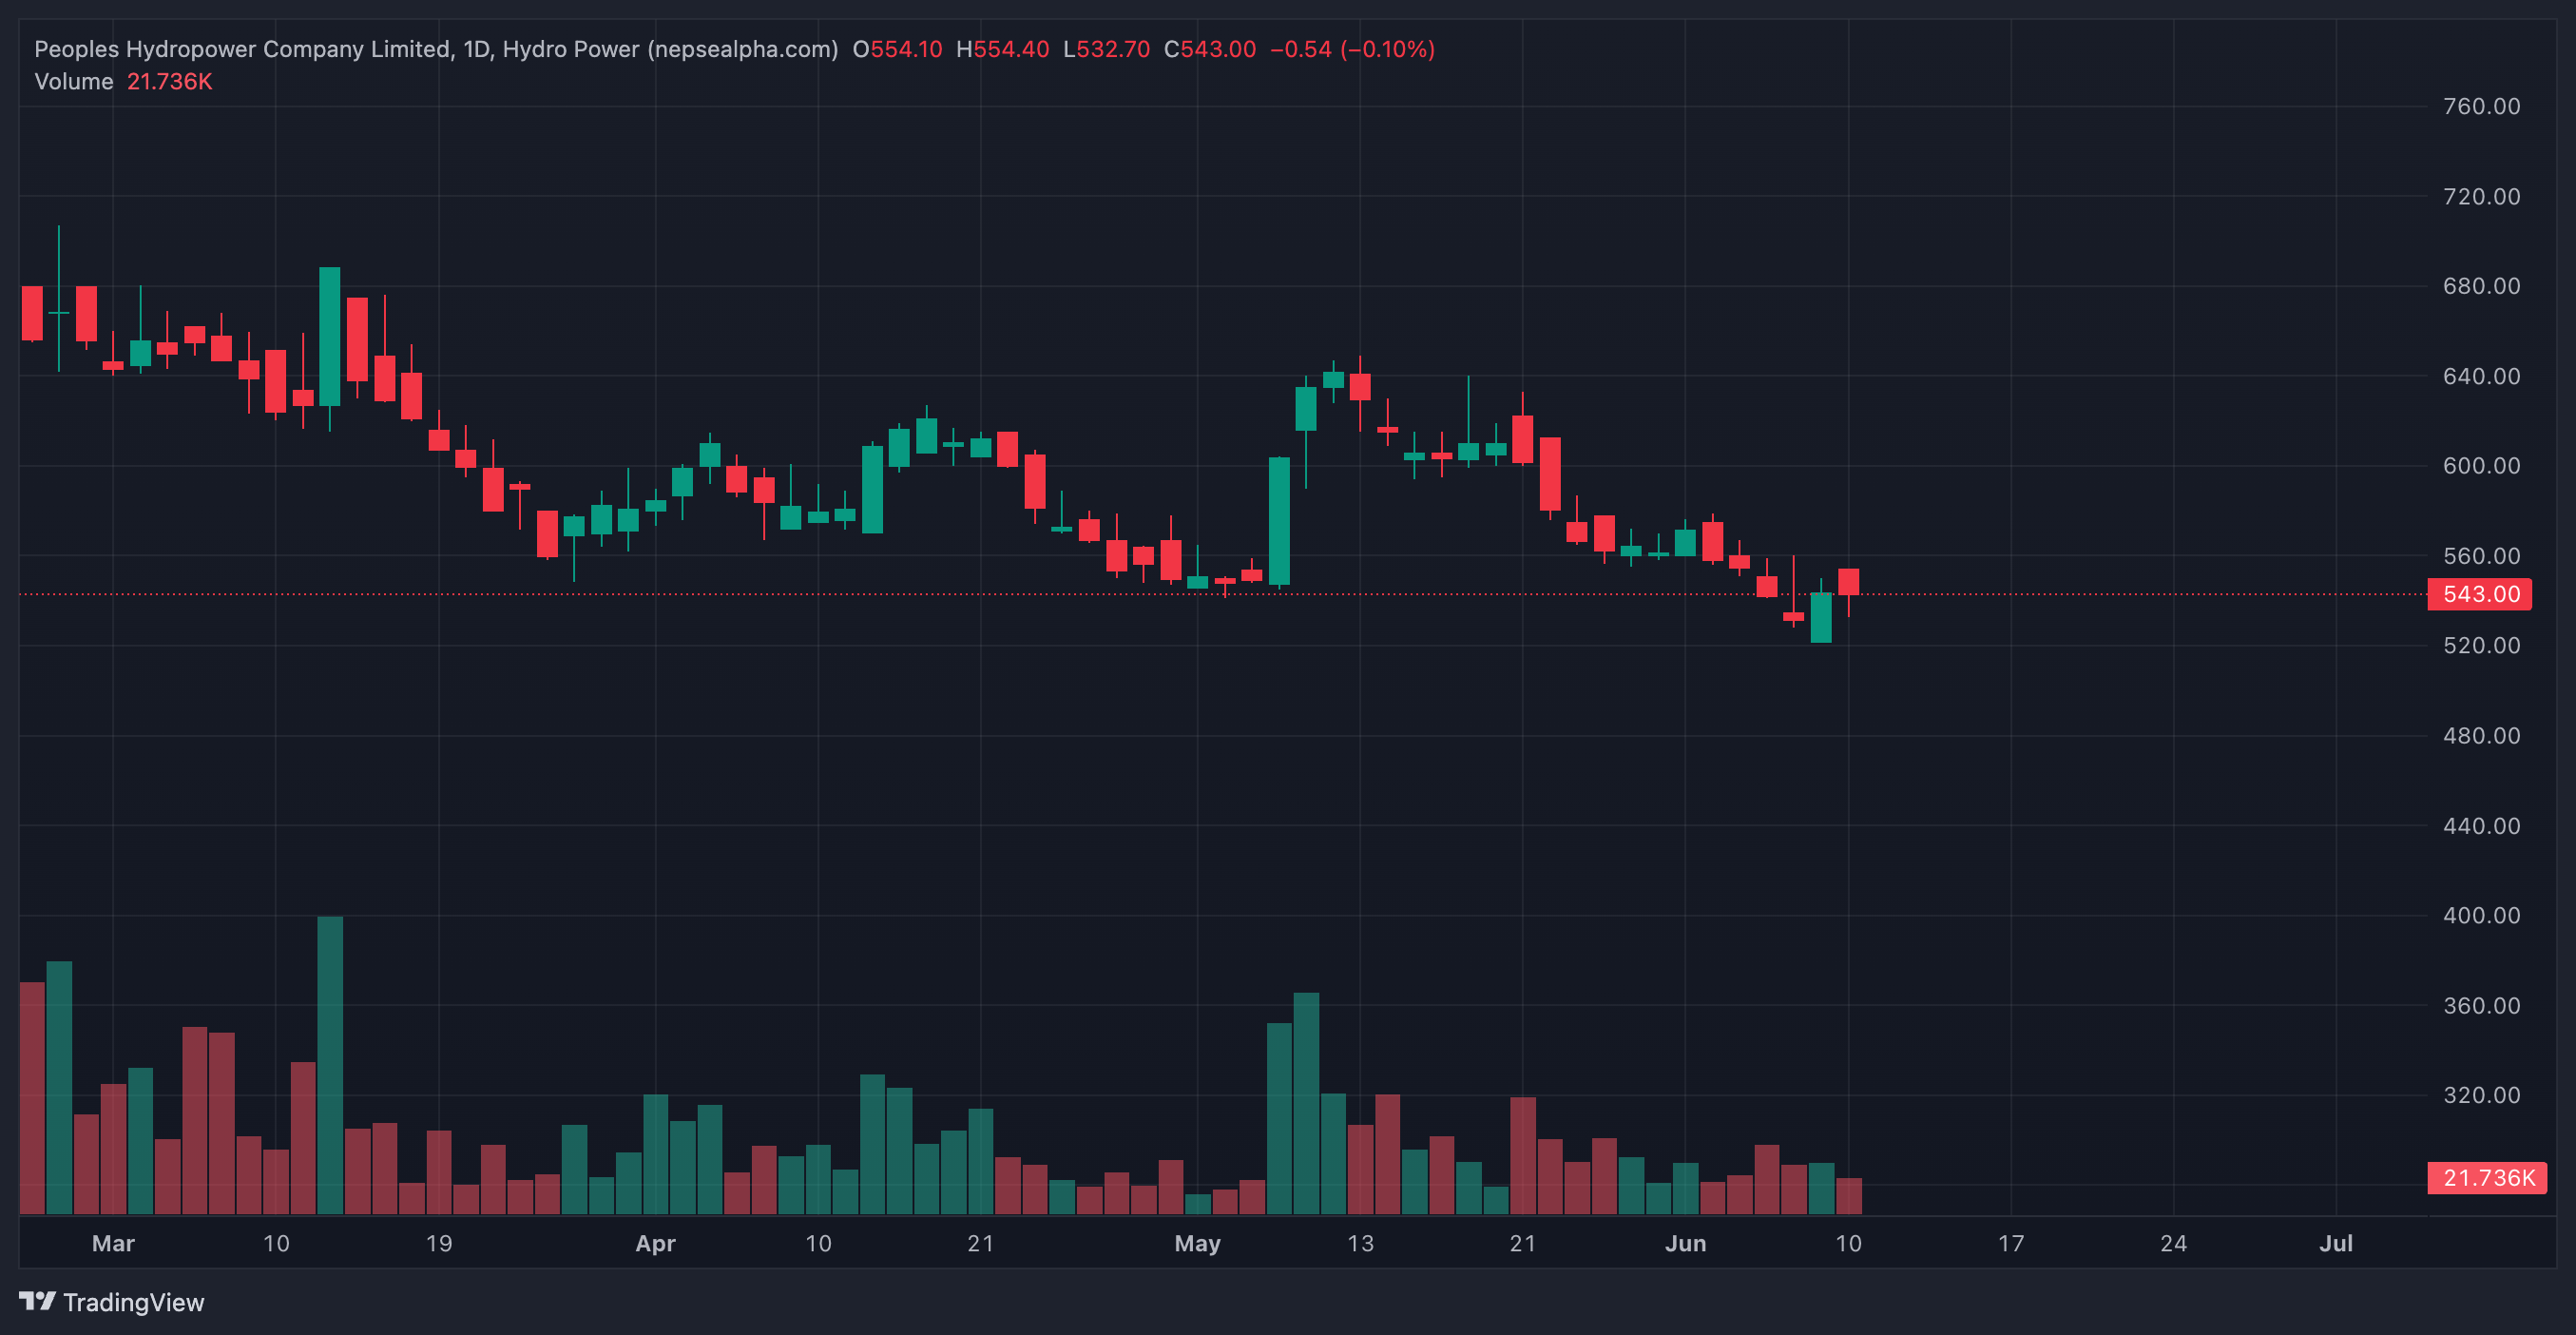 Peoples Hydropower Company Limited, 1D, Hydro Power (nepsealpha.com) O554.10 H554.40 L532.70 C543.00 −0.54 (−0.10%)
Volume 21.736K
760.00
720.00
680.00
640.00
600.00
560.00
543.00
520.00
480.00
440.00
400.00
360.00
320.00
21.736K
Mar 10 19 Apr 10 21 May 13 21 Jun 10 17 24 Jul
TradingView